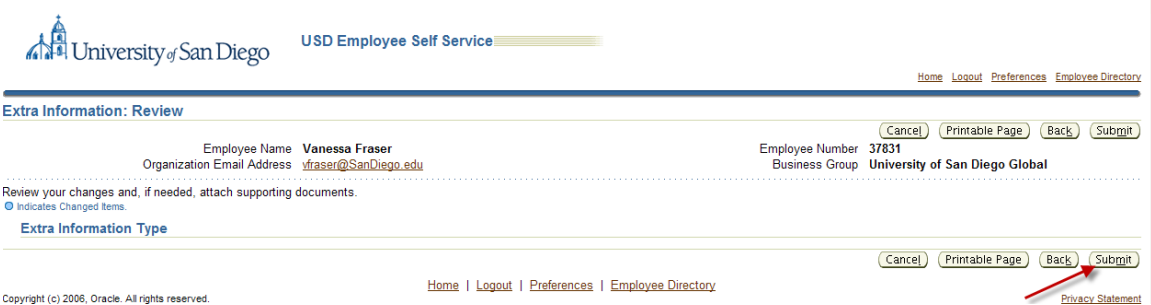 University of San Diego
USD Employee Self Service
Home Logout Preferences Employee Directory
Extra Information: Review
Cancel Printable Page Back Submit
Employee Name Vanessa Fraser Employee Number 37831
Organization Email Address vfraser@SanDiego.edu Business Group University of San Diego Global
Review your changes and, if needed, attach supporting documents.
Indicates Changed Items.
Extra Information Type
Cancel Printable Page Back Submit
Home | Logout | Preferences | Employee Directory
Copyright (c) 2006, Oracle. All rights reserved. Privacy Statement